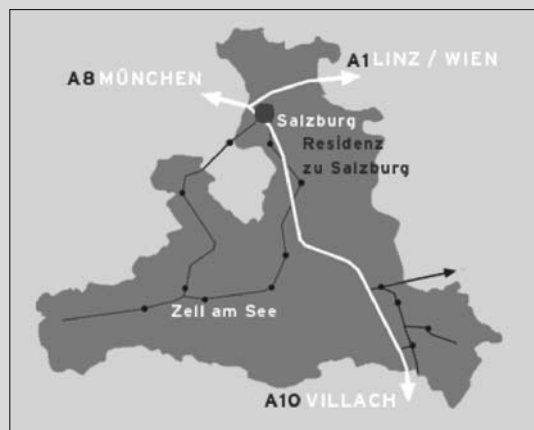 A1 LINZ / WIEN
A8 MÜNCHEN
Salzburg
Residenz
zu Salzburg
Zell am See
A10 VILLACH